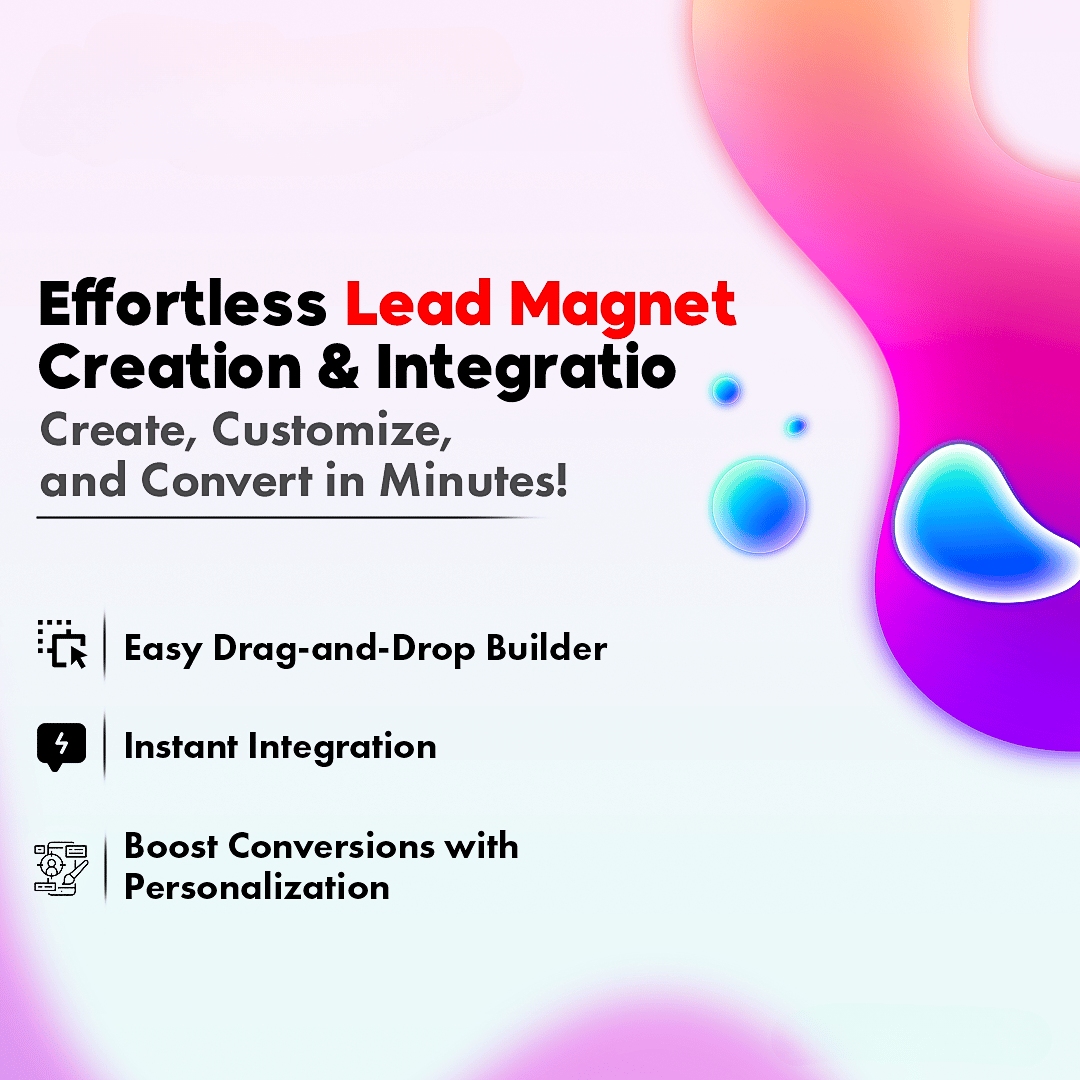 Effortless Lead Magnet
Creation & Integratio
Create, Customize,
and Convert in Minutes!
Easy Drag-and-Drop Builder
Instant Integration
Boost Conversions with
Personalization